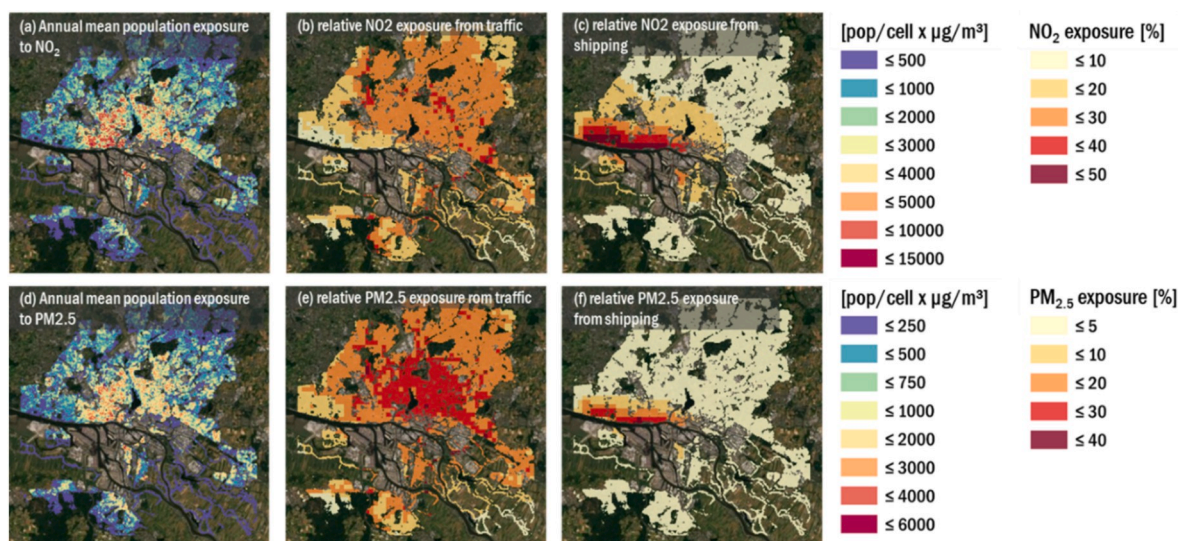 (a) Annual mean population exposure
to NO₂
(b) relative NO2 exposure from traffic
(c) relative NO2 exposure from
shipping
[pop/cell x µg/m³]
≤ 500
≤ 1000
≤ 2000
≤ 3000
≤ 4000
≤ 5000
≤ 10000
≤ 15000
NO₂ exposure [%]
≤ 10
≤ 20
≤ 30
≤ 40
≤ 50
(d) Annual mean population exposure
to PM2.5
(e) relative PM2.5 exposure rom traffic
(f) relative PM2.5 exposure
from shipping
[pop/cell x µg/m³]
≤ 250
≤ 500
≤ 750
≤ 1000
≤ 2000
≤ 3000
≤ 4000
≤ 6000
PM₂.₅ exposure [%]
≤ 5
≤ 10
≤ 20
≤ 30
≤ 40